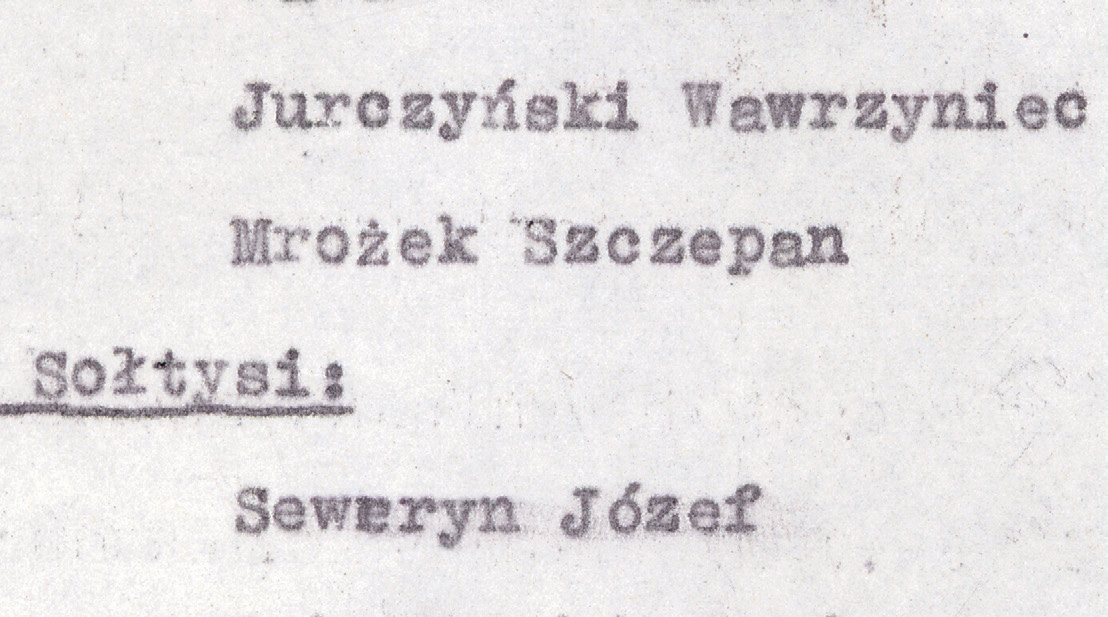 Jurczyński Wawrzyniec
Mrożek Szczepan
Sołtysi:
Seweryn Józef